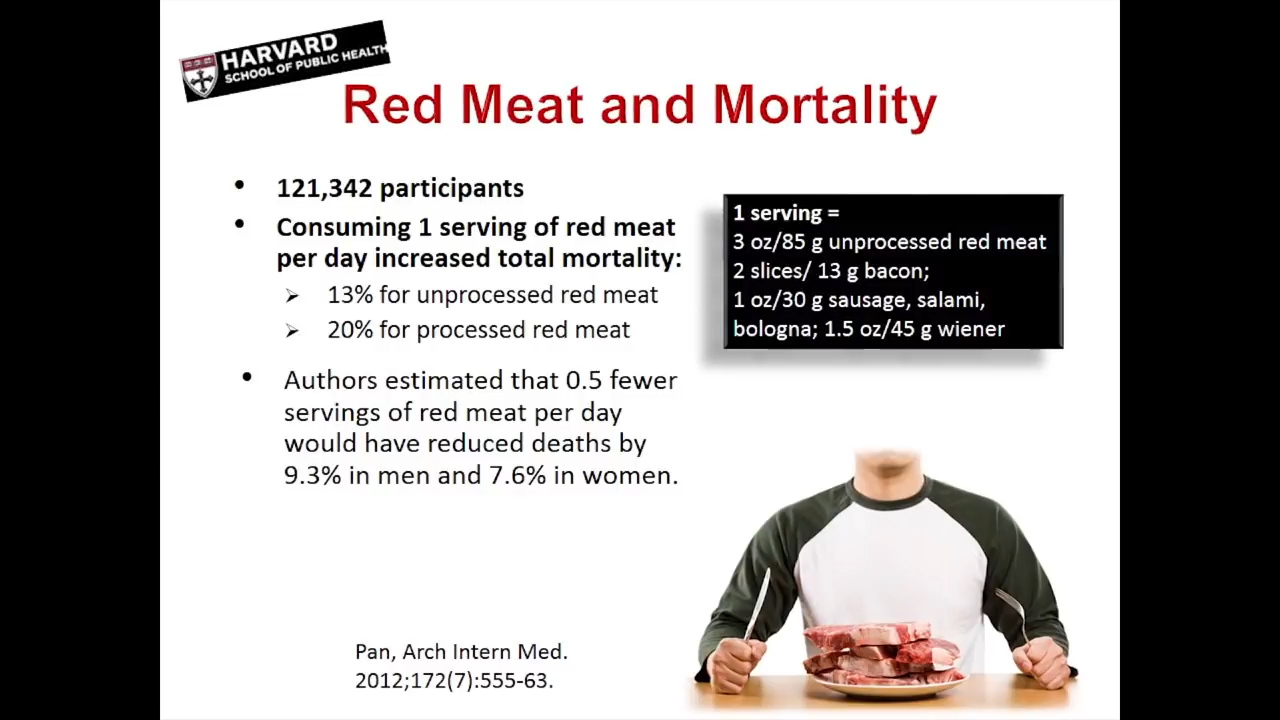 HARVARD
SCHOOL OF PUBLIC HEALTH
Red Meat and Mortality
• 121,342 participants
• Consuming 1 serving of red meat
per day increased total mortality:
➢ 13% for unprocessed red meat
➢ 20% for processed red meat
• Authors estimated that 0.5 fewer
servings of red meat per day
would have reduced deaths by
9.3% in men and 7.6% in women.
1 serving =
3 oz/85 g unprocessed red meat
2 slices/ 13 g bacon;
1 oz/30 g sausage, salami,
bologna; 1.5 oz/45 g wiener
Pan, Arch Intern Med.
2012;172(7):555-63.